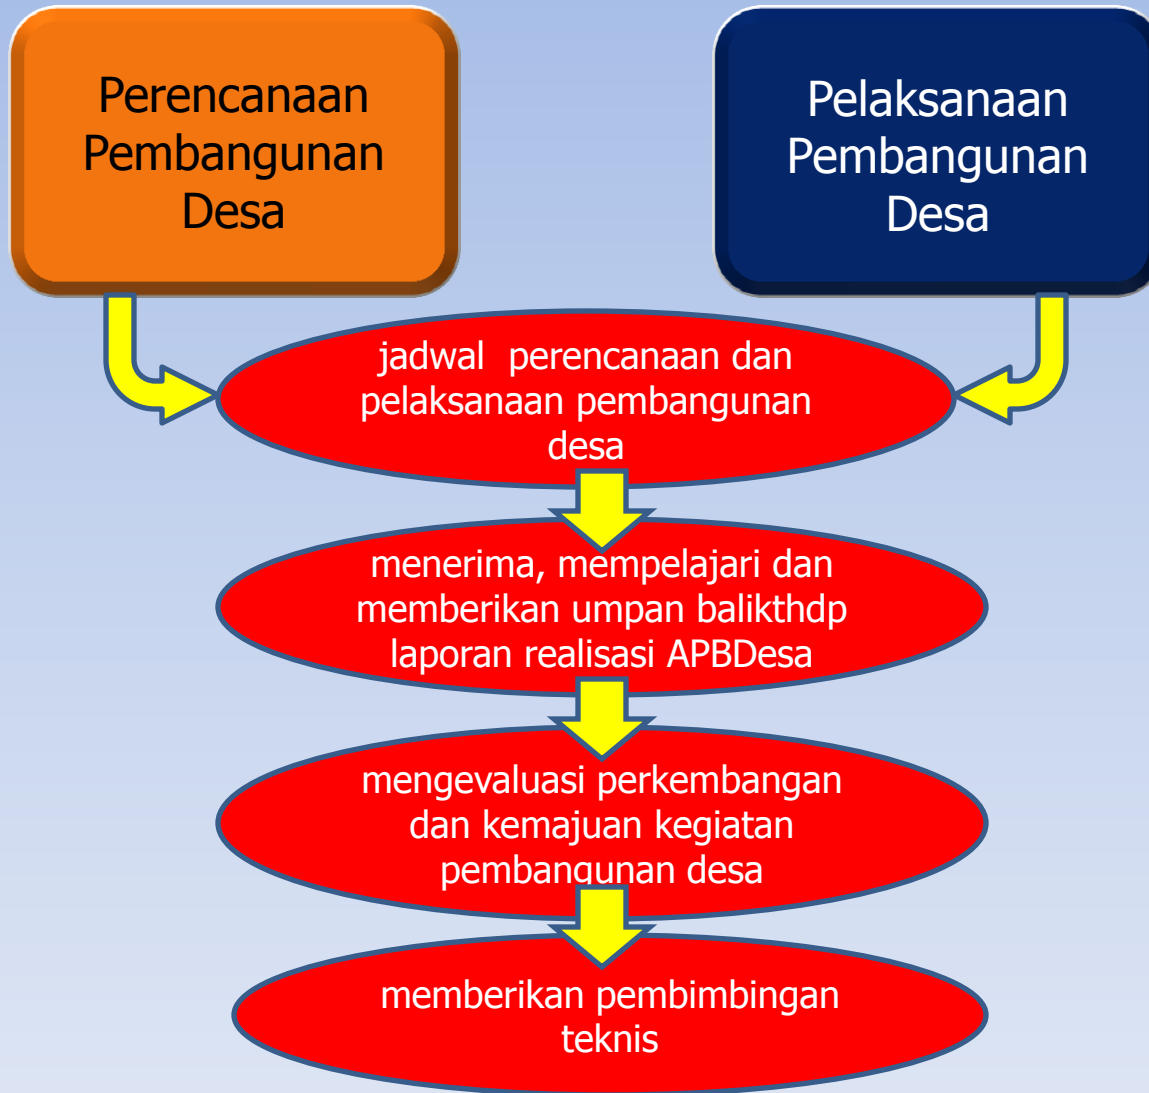 Perencanaan
Pembangunan
Desa
Pelaksanaan
Pembangunan
Desa
jadwal  perencanaan dan
pelaksanaan pembangunan
desa
menerima, mempelajari dan
memberikan umpan balikthdp
laporan realisasi APBDesa
mengevaluasi perkembangan
dan kemajuan kegiatan
pembangunan desa
memberikan pembimbingan
teknis